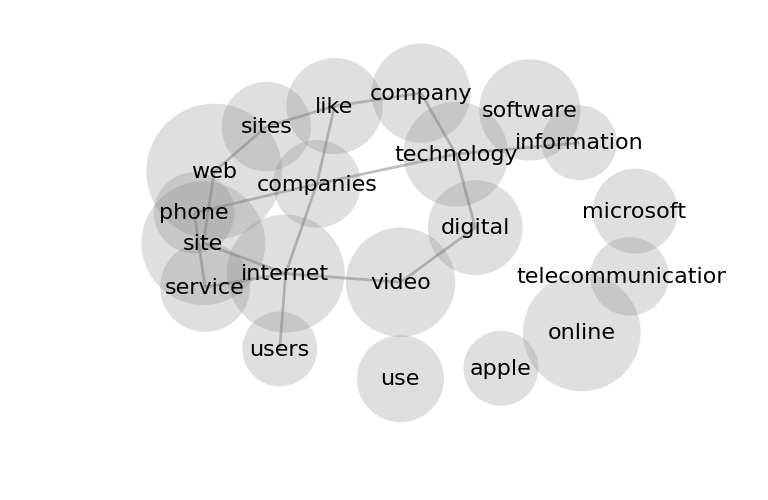 company
like
software
sites
information
technology
web
companies
phone
microsoft
digital
site
internet
telecommunicatior
video
service
online
users
apple
use